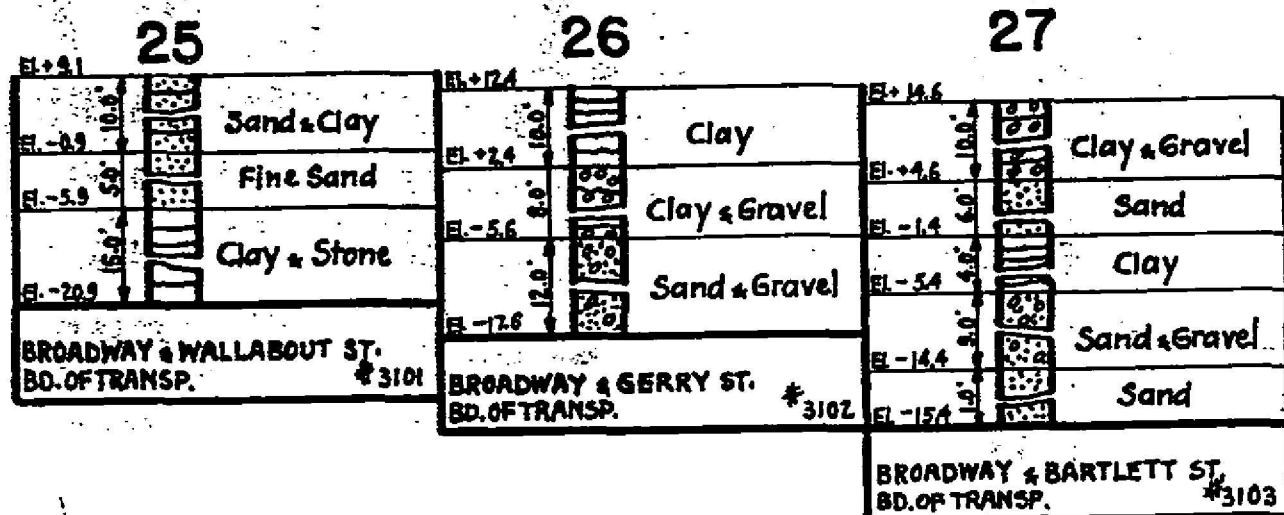 25
El. +9.1
10.0'
Sand & Clay
El. -0.9
5.0'
Fine Sand
El. -5.9
15.0'
Clay & Stone
El. -20.9
BROADWAY & WALLABOUT ST.
BD. OF TRANSP. #3101
26
El. +12.4
10.0'
Clay
El. +2.4
8.0'
Clay & Gravel
El. -5.6
12.0'
Sand & Gravel
El. -17.6
BROADWAY & GERRY ST.
BD. OF TRANSP. #3102
27
El. +14.6
10.0'
Clay & Gravel
El. +4.6
6.0'
Sand
El. -1.4
4.0'
Clay
El. -5.4
9.0'
Sand & Gravel
El. -14.4
1.0'
Sand
El. -15.4
BROADWAY & BARTLETT ST.
BD. OF TRANSP. #3103